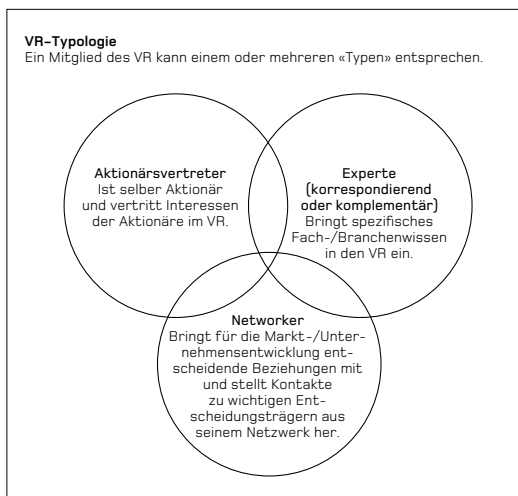 VR-Typologie
Ein Mitglied des VR kann einem oder mehreren «Typen» entsprechen.
Aktionärsvertreter
Ist selber Aktionär
und vertritt Interessen
der Aktionäre im VR.
Experte
(korrespondierend
oder komplementär)
Bringt spezifisches
Fach-/Branchenwissen
in den VR ein.
Networker
Bringt für die Markt-/Unter-
nehmensentwicklung ent-
scheidende Beziehungen mit
und stellt Kontakte
zu wichtigen Ent-
scheidungsträgern aus
seinem Netzwerk her.